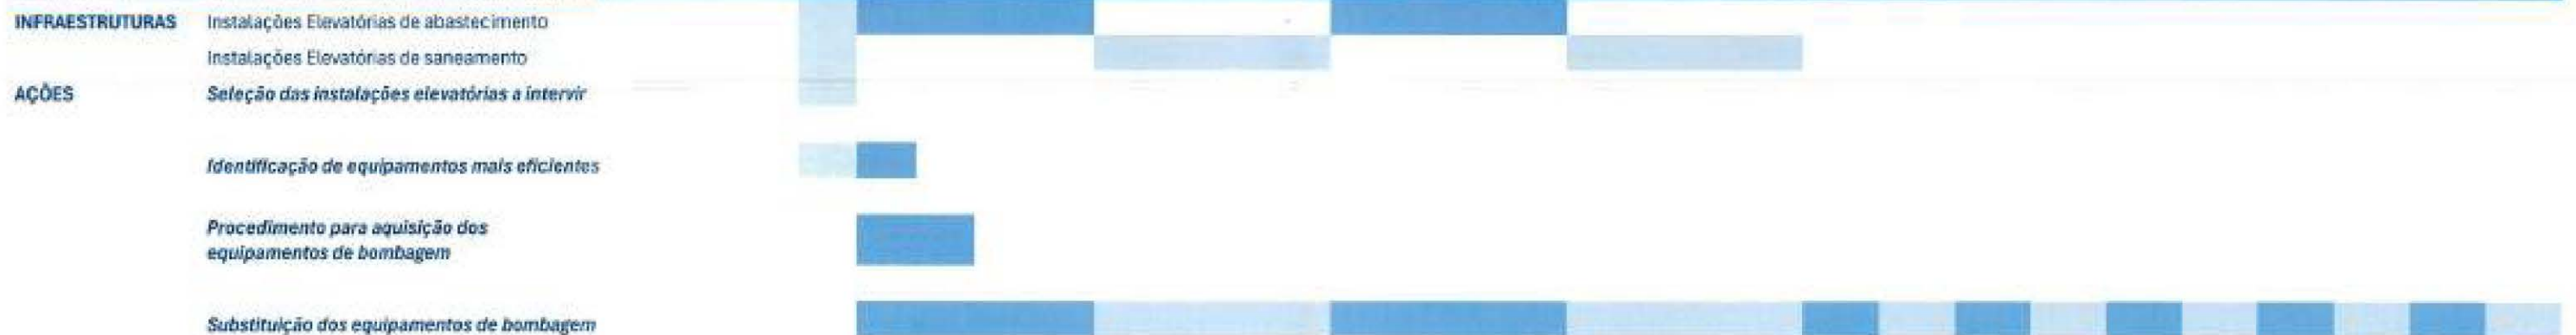 INFRAESTRUTURAS Instalações Elevatórias de abastecimento
Instalações Elevatórias de saneamento
AÇÕES Seleção das instalações elevatórias a intervir
Identificação de equipamentos mais eficientes
Procedimento para aquisição dos
equipamentos de bombagem
Substituição dos equipamentos de bombagem